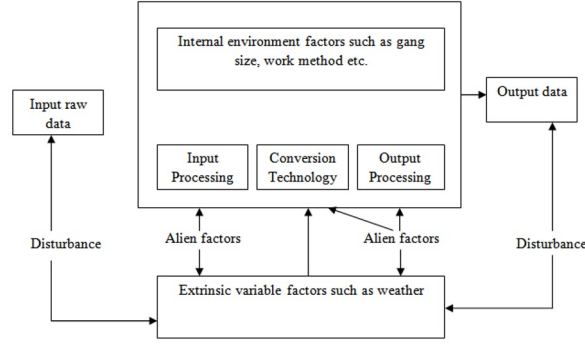 Internal environment factors such as gang
size, work method etc.
Input raw
data
Output data
Input
Processing
Conversion
Technology
Output
Processing
Disturbance
Alien factors
Alien factors
Disturbance
Extrinsic variable factors such as weather